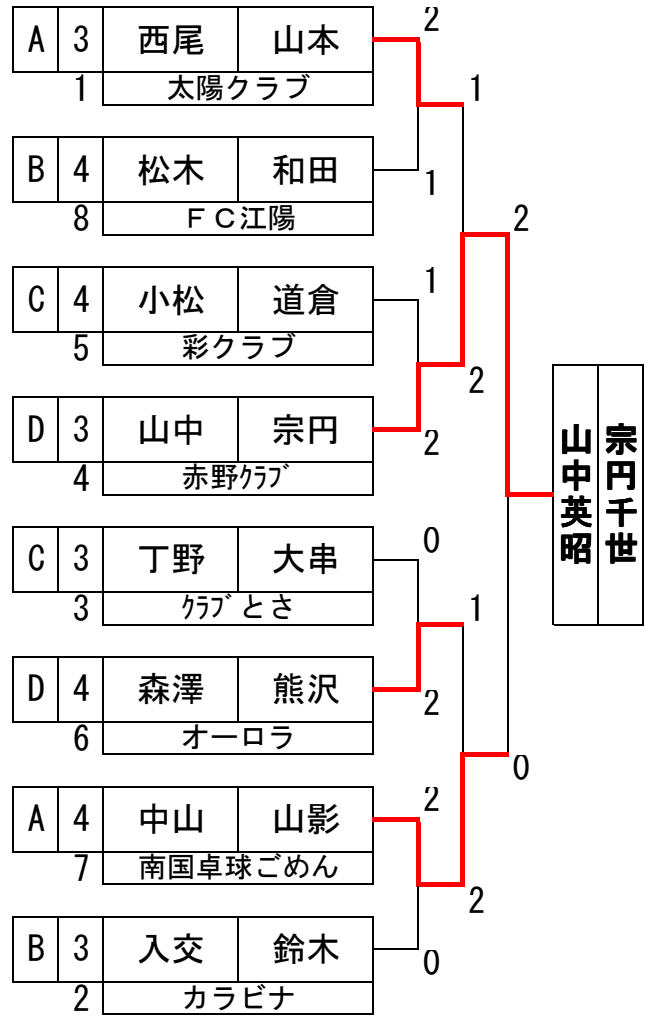 A 3 西尾 山本 2
1 太陽クラブ 1
B 4 松木 和田 1
8 ＦＣ江陽 2
C 4 小松 道倉 1
5 彩クラブ 2
D 3 山中 宗円 2
4 赤野ｸﾗﾌﾞ
宗円千世
山中英昭
C 3 丁野 大串 0
3 ｸﾗﾌﾞとさ 1
D 4 森澤 熊沢 2
6 オーロラ 0
A 4 中山 山影 2
7 南国卓球ごめん 2
B 3 入交 鈴木 0
2 カラビナ